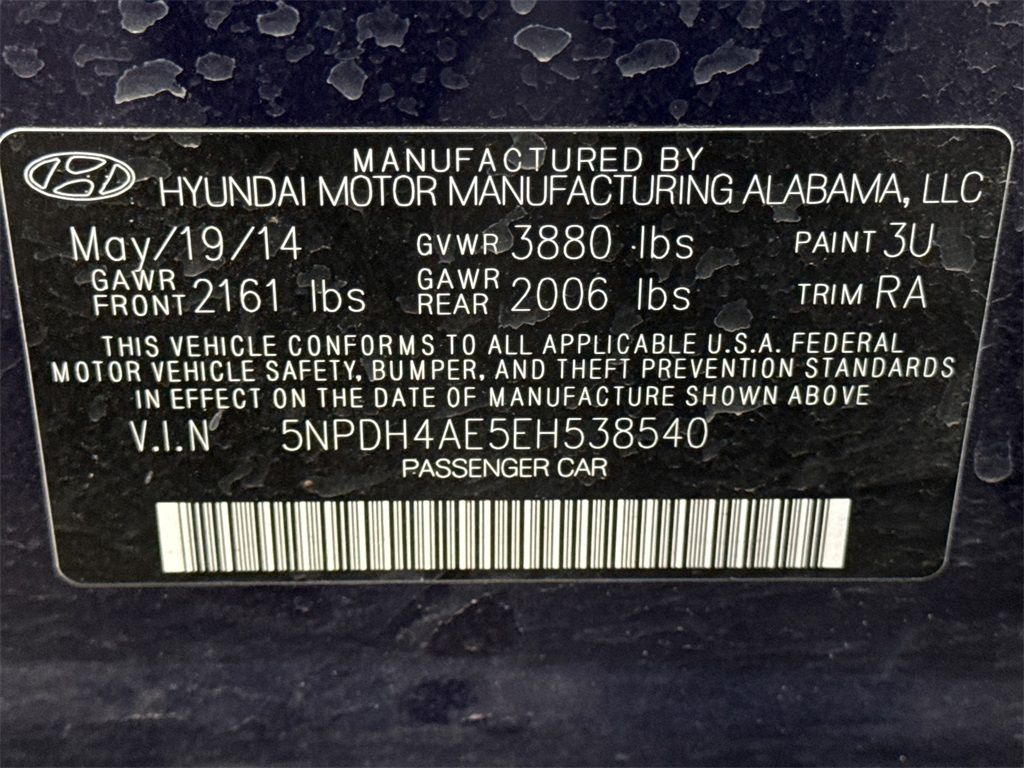 MANUFACTURED BY
HYUNDAI MOTOR MANUFACTURING ALABAMA, LLC
May/19/14 GVWR 3880 lbs PAINT 3U
GAWR FRONT 2161 lbs GAWR REAR 2006 lbs TRIM RA
THIS VEHICLE CONFORMS TO ALL APPLICABLE U.S.A. FEDERAL
MOTOR VEHICLE SAFETY, BUMPER, AND THEFT PREVENTION STANDARDS
IN EFFECT ON THE DATE OF MANUFACTURE SHOWN ABOVE
V.I.N 5NPDH4AE5EH538540
PASSENGER CAR